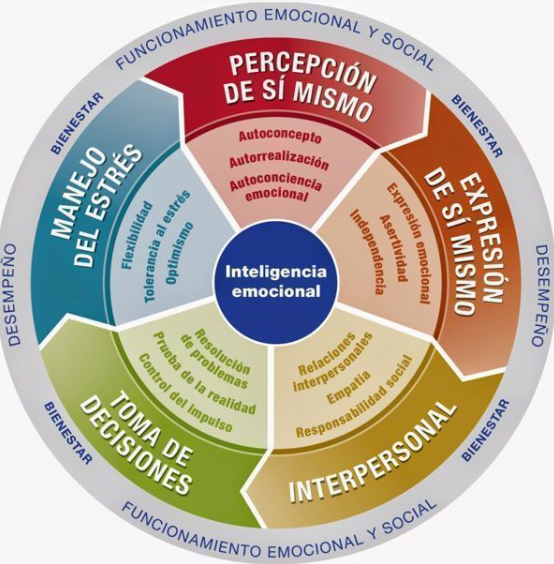 FUNCIONAMIENTO EMOCIONAL Y SOCIAL
BIENESTAR
BIENESTAR
PERCEPCIÓN
DE SÍ MISMO
Autoconcepto
Autorrealización
Autoconciencia
emocional
MANEJO
DEL ESTRÉS
Flexibilidad
Tolerancia al estrés
Optimismo
EXPRESIÓN
DE SÍ MISMO
Expresión emocional
Asertividad
Independencia
DESEMPEÑO
DESEMPEÑO
Inteligencia
emocional
TOMA DE
DECISIONES
Resolución
de problemas
Prueba de la realidad
Control del impulso
INTERPERSONAL
Relaciones
interpersonales
Empatía
Responsabilidad social
BIENESTAR
BIENESTAR
FUNCIONAMIENTO EMOCIONAL Y SOCIAL